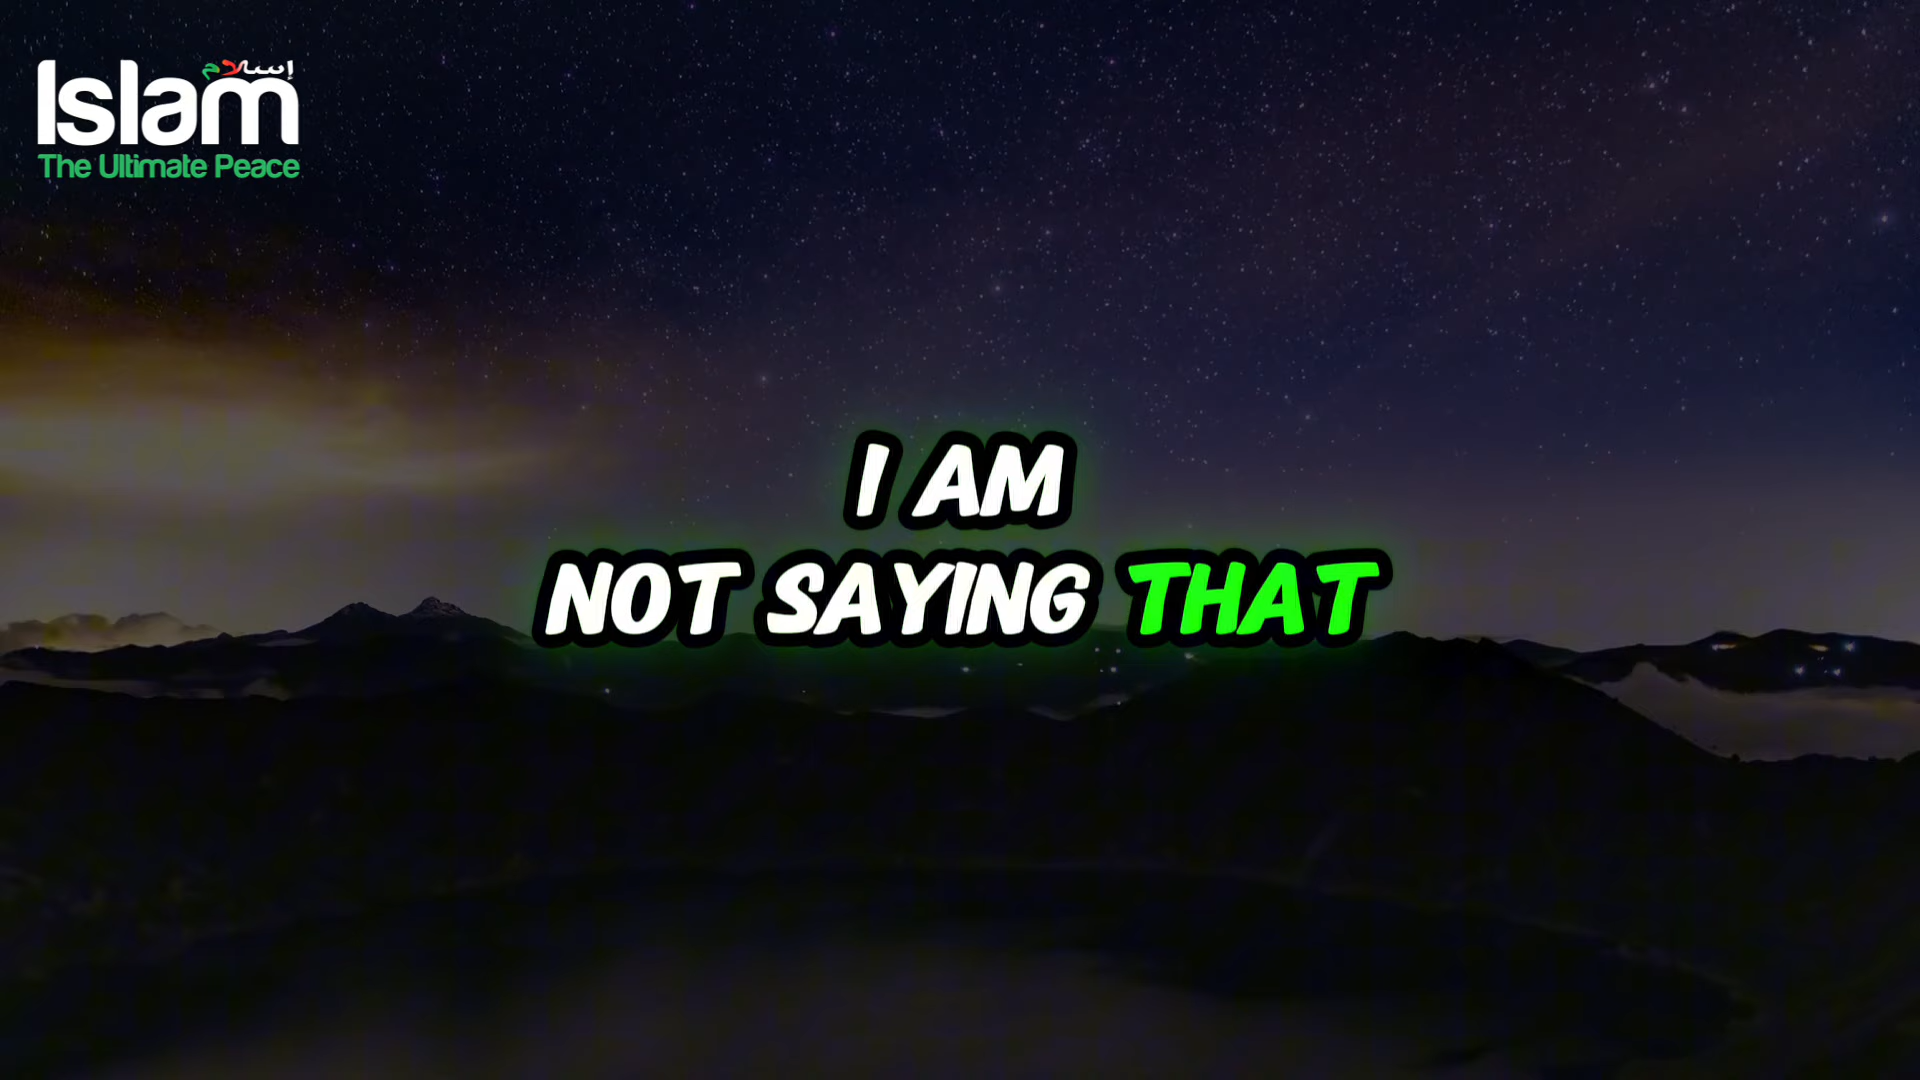 إسلام
Islam
The Ultimate Peace
I AM
NOT SAYING THAT